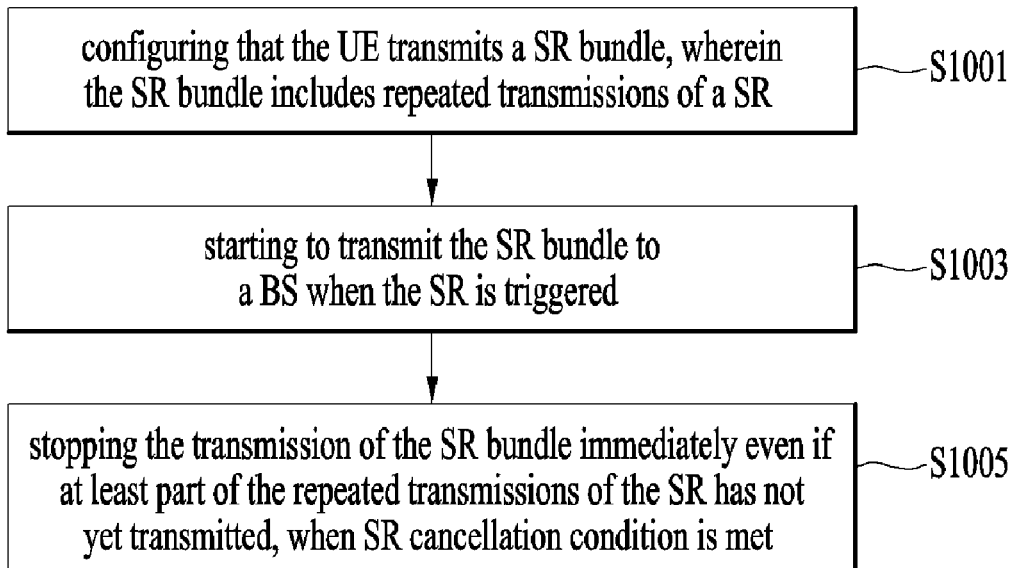 configuring that the UE transmits a SR bundle, wherein
the SR bundle includes repeated transmissions of a SR
S1001
starting to transmit the SR bundle to
a BS when the SR is triggered
S1003
stopping the transmission of the SR bundle immediately even if
at least part of the repeated transmissions of the SR has not
yet transmitted, when SR cancellation condition is met
S1005